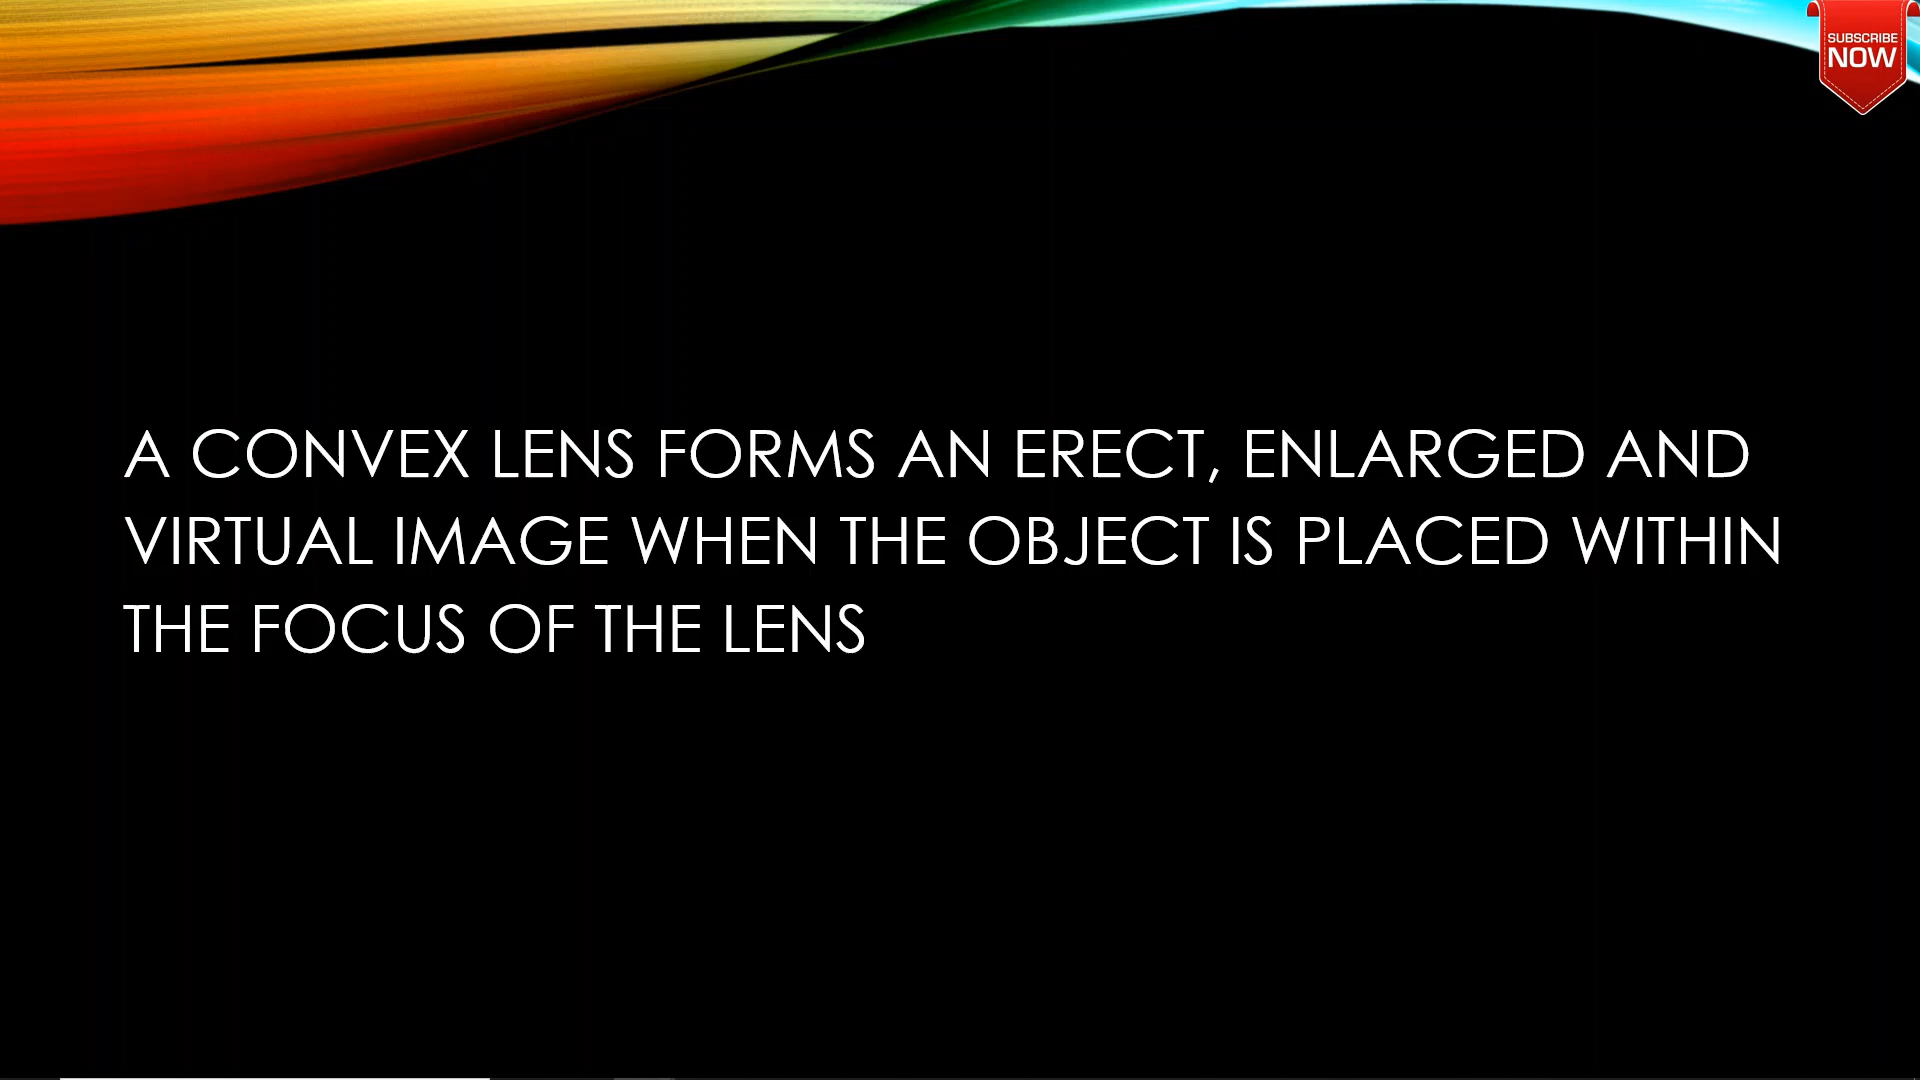 SUBSCRIBE
NOW
A CONVEX LENS FORMS AN ERECT, ENLARGED AND
VIRTUAL IMAGE WHEN THE OBJECT IS PLACED WITHIN
THE FOCUS OF THE LENS